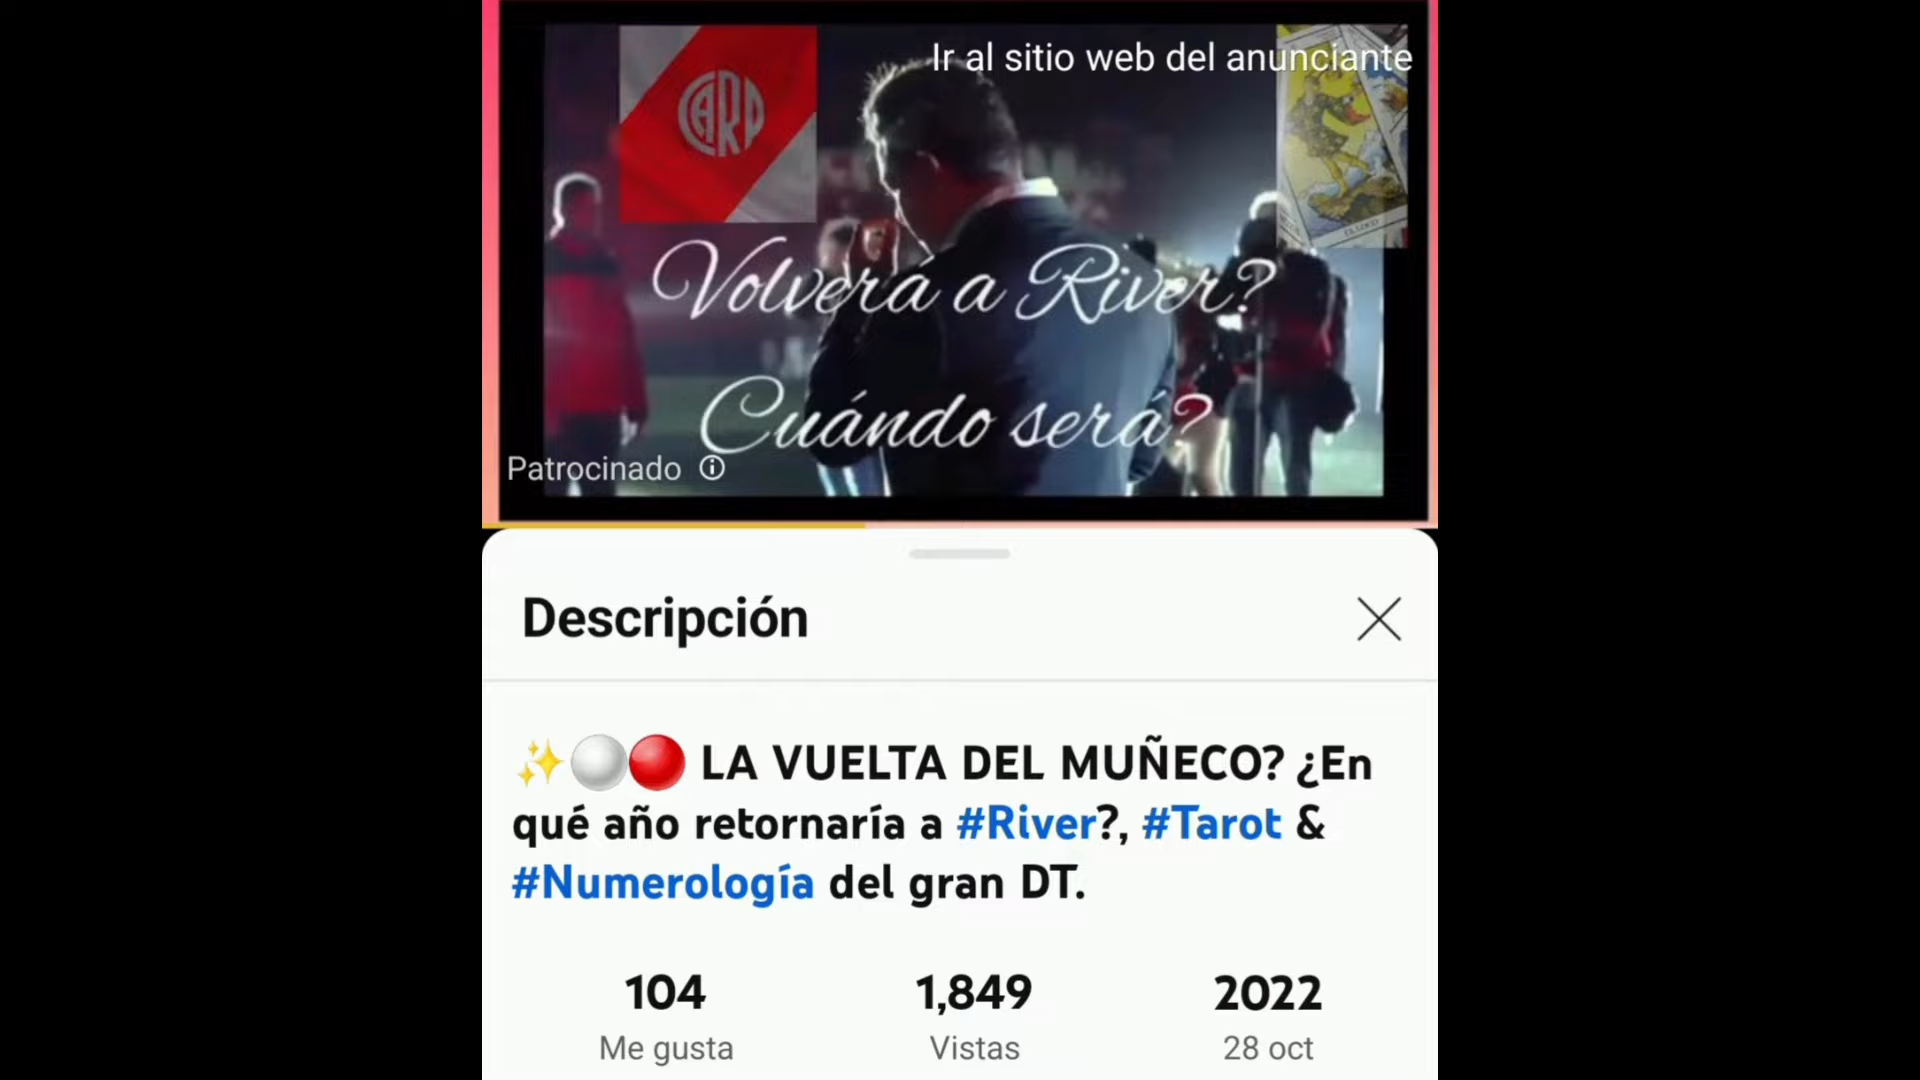 CARP
Ir al sitio web del anunciante
Volverá a River?
Cuándo será?
Patrocinado
Descripción
✨⚪🔴 LA VUELTA DEL MUÑECO? ¿En
qué año retornaría a #River?, #Tarot &
#Numerología del gran DT.
104 1,849 2022
Me gusta Vistas 28 oct